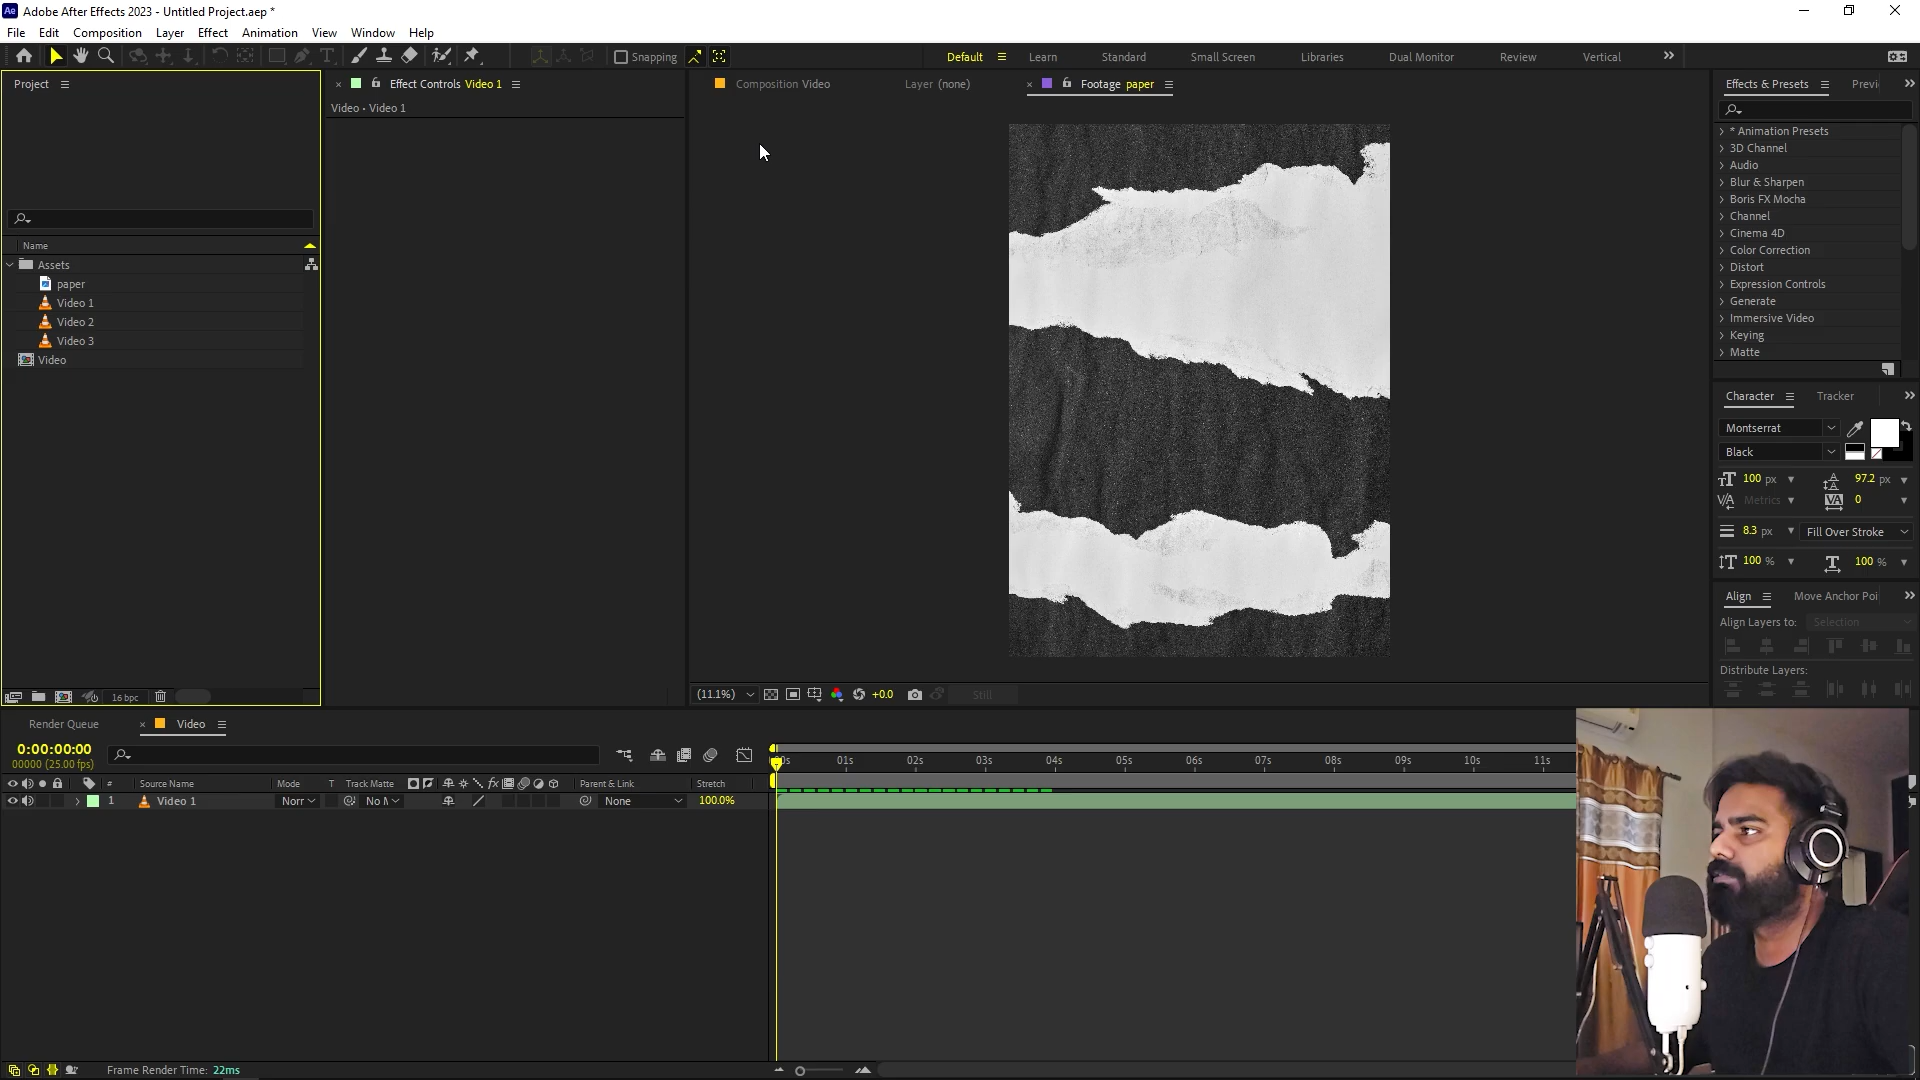 Ae Adobe After Effects 2023 - Untitled Project.aep *
File Edit Composition Layer Effect Animation View Window Help
Snapping Default Learn Standard Small Screen Libraries Dual Monitor Review Vertical
Project
Effect Controls Video 1
Composition Video Layer (none) Footage paper
Effects & Presets
Video • Video 1
* Animation Presets
3D Channel
Audio
Blur & Sharpen
Boris FX Mocha
Channel
Cinema 4D
Color Correction
Distort
Expression Controls
Generate
Immersive Video
Keying
Matte
Name
Assets
paper
Video 1
Video 2
Video 3
Video
Character Tracker
Montserrat
Black
100 px 97.2 px
Metrics 0
8.3 px Fill Over Stroke
100 % 100 %
Align Move Anchor Poi
Align Layers to: Selection
Distribute Layers:
16 bpc
(11.1%) +0.0 Still
Render Queue Video
0:00:00:00
00000 (25.00 fps)
01s 02s 03s 04s 05s 06s 07s 08s 09s 10s 11s
# Source Name Mode T Track Matte fx Parent & Link Stretch
1 Video 1 Norr No None 100.0%
Frame Render Time: 22ms